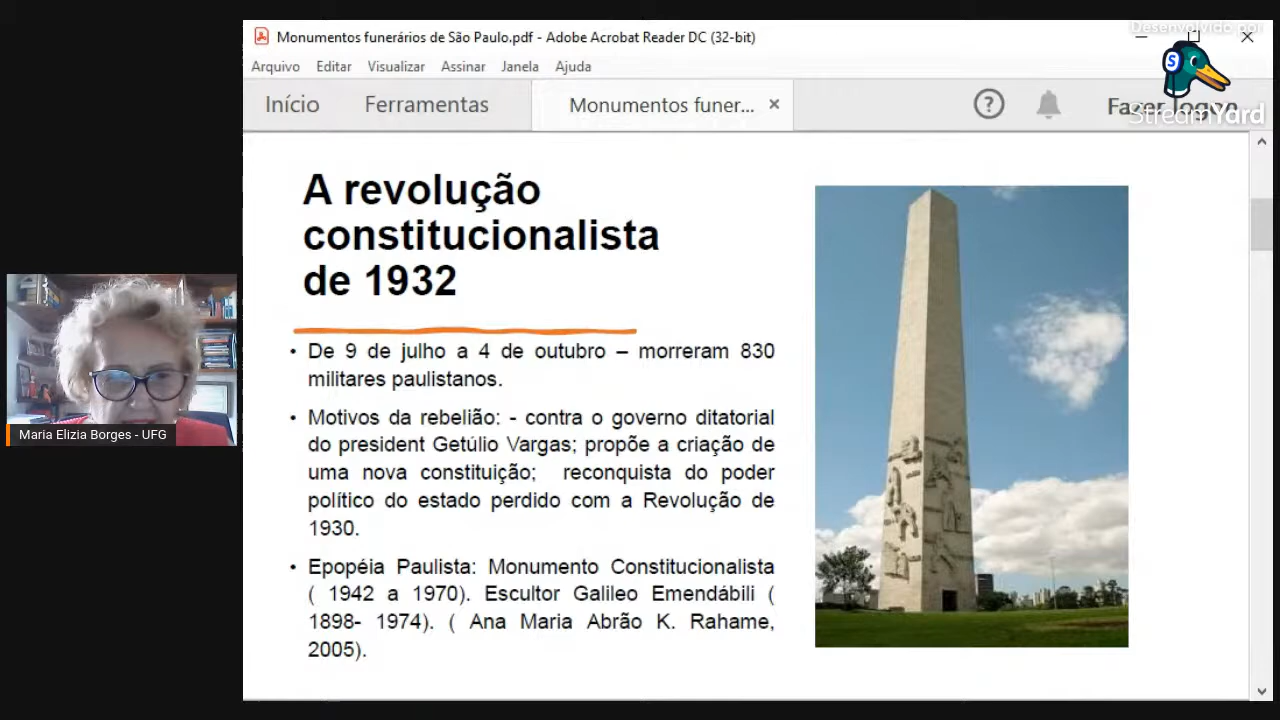 Desenvolvido por
Monumentos funerários de São Paulo.pdf - Adobe Acrobat Reader DC (32-bit)
Arquivo Editar Visualizar Assinar Janela Ajuda
Início Ferramentas Monumentos funer... × ? Fazer logon
StreamYard
S
A revolução
constitucionalista
de 1932
• De 9 de julho a 4 de outubro – morreram 830
militares paulistanos.
• Motivos da rebelião: - contra o governo ditatorial
do president Getúlio Vargas; propõe a criação de
uma nova constituição; reconquista do poder
político do estado perdido com a Revolução de
1930.
• Epopéia Paulista: Monumento Constitucionalista
( 1942 a 1970). Escultor Galileo Emendábili (
1898- 1974). ( Ana Maria Abrão K. Rahame,
2005).
Maria Elizia Borges - UFG